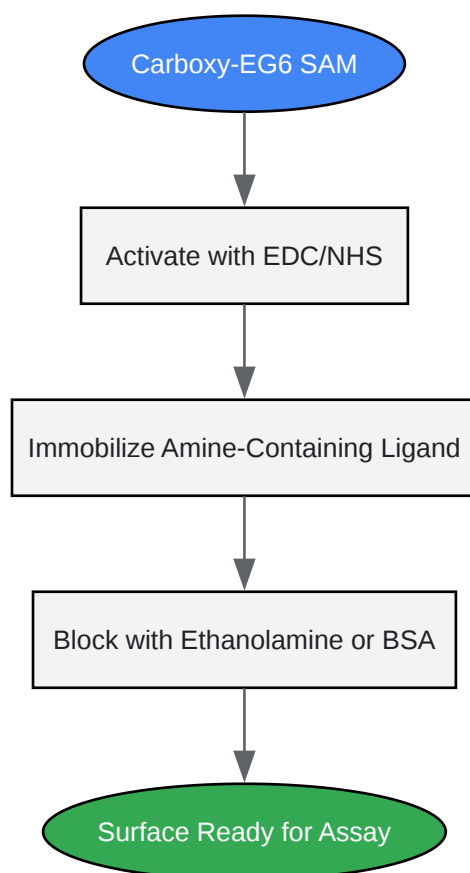 Carboxy-EG6 SAM
Activate with EDC/NHS
Immobilize Amine-Containing Ligand
Block with Ethanolamine or BSA
Surface Ready for Assay